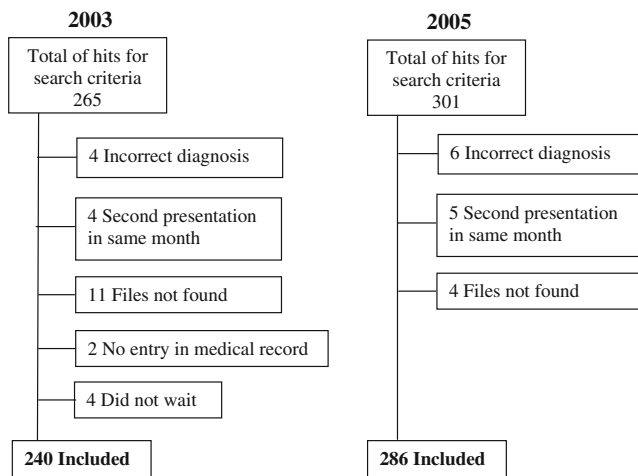 2003
Total of hits for
search criteria
265
4 Incorrect diagnosis
4 Second presentation
in same month
11 Files not found
2 No entry in medical record
4 Did not wait
240 Included
2005
Total of hits for
search criteria
301
6 Incorrect diagnosis
5 Second presentation
in same month
4 Files not found
286 Included